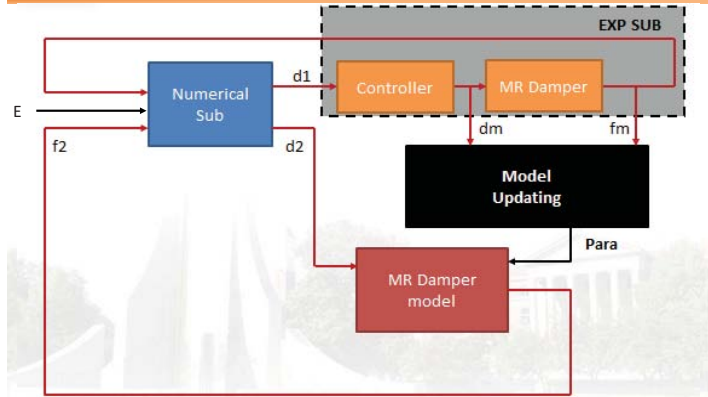 EXP SUB
d1
Controller
MR Damper
Numerical
Sub
E
f2
d2
dm
fm
Model
Updating
Para
MR Damper
model